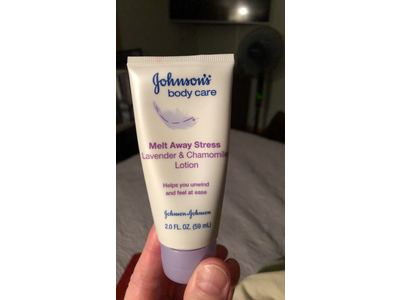 Johnson's
body care
Melt Away Stress
Lavender & Chamomile
Lotion
Helps you unwind
and feel at ease
Johnson & Johnson
2.0 FL. OZ. (59 mL)